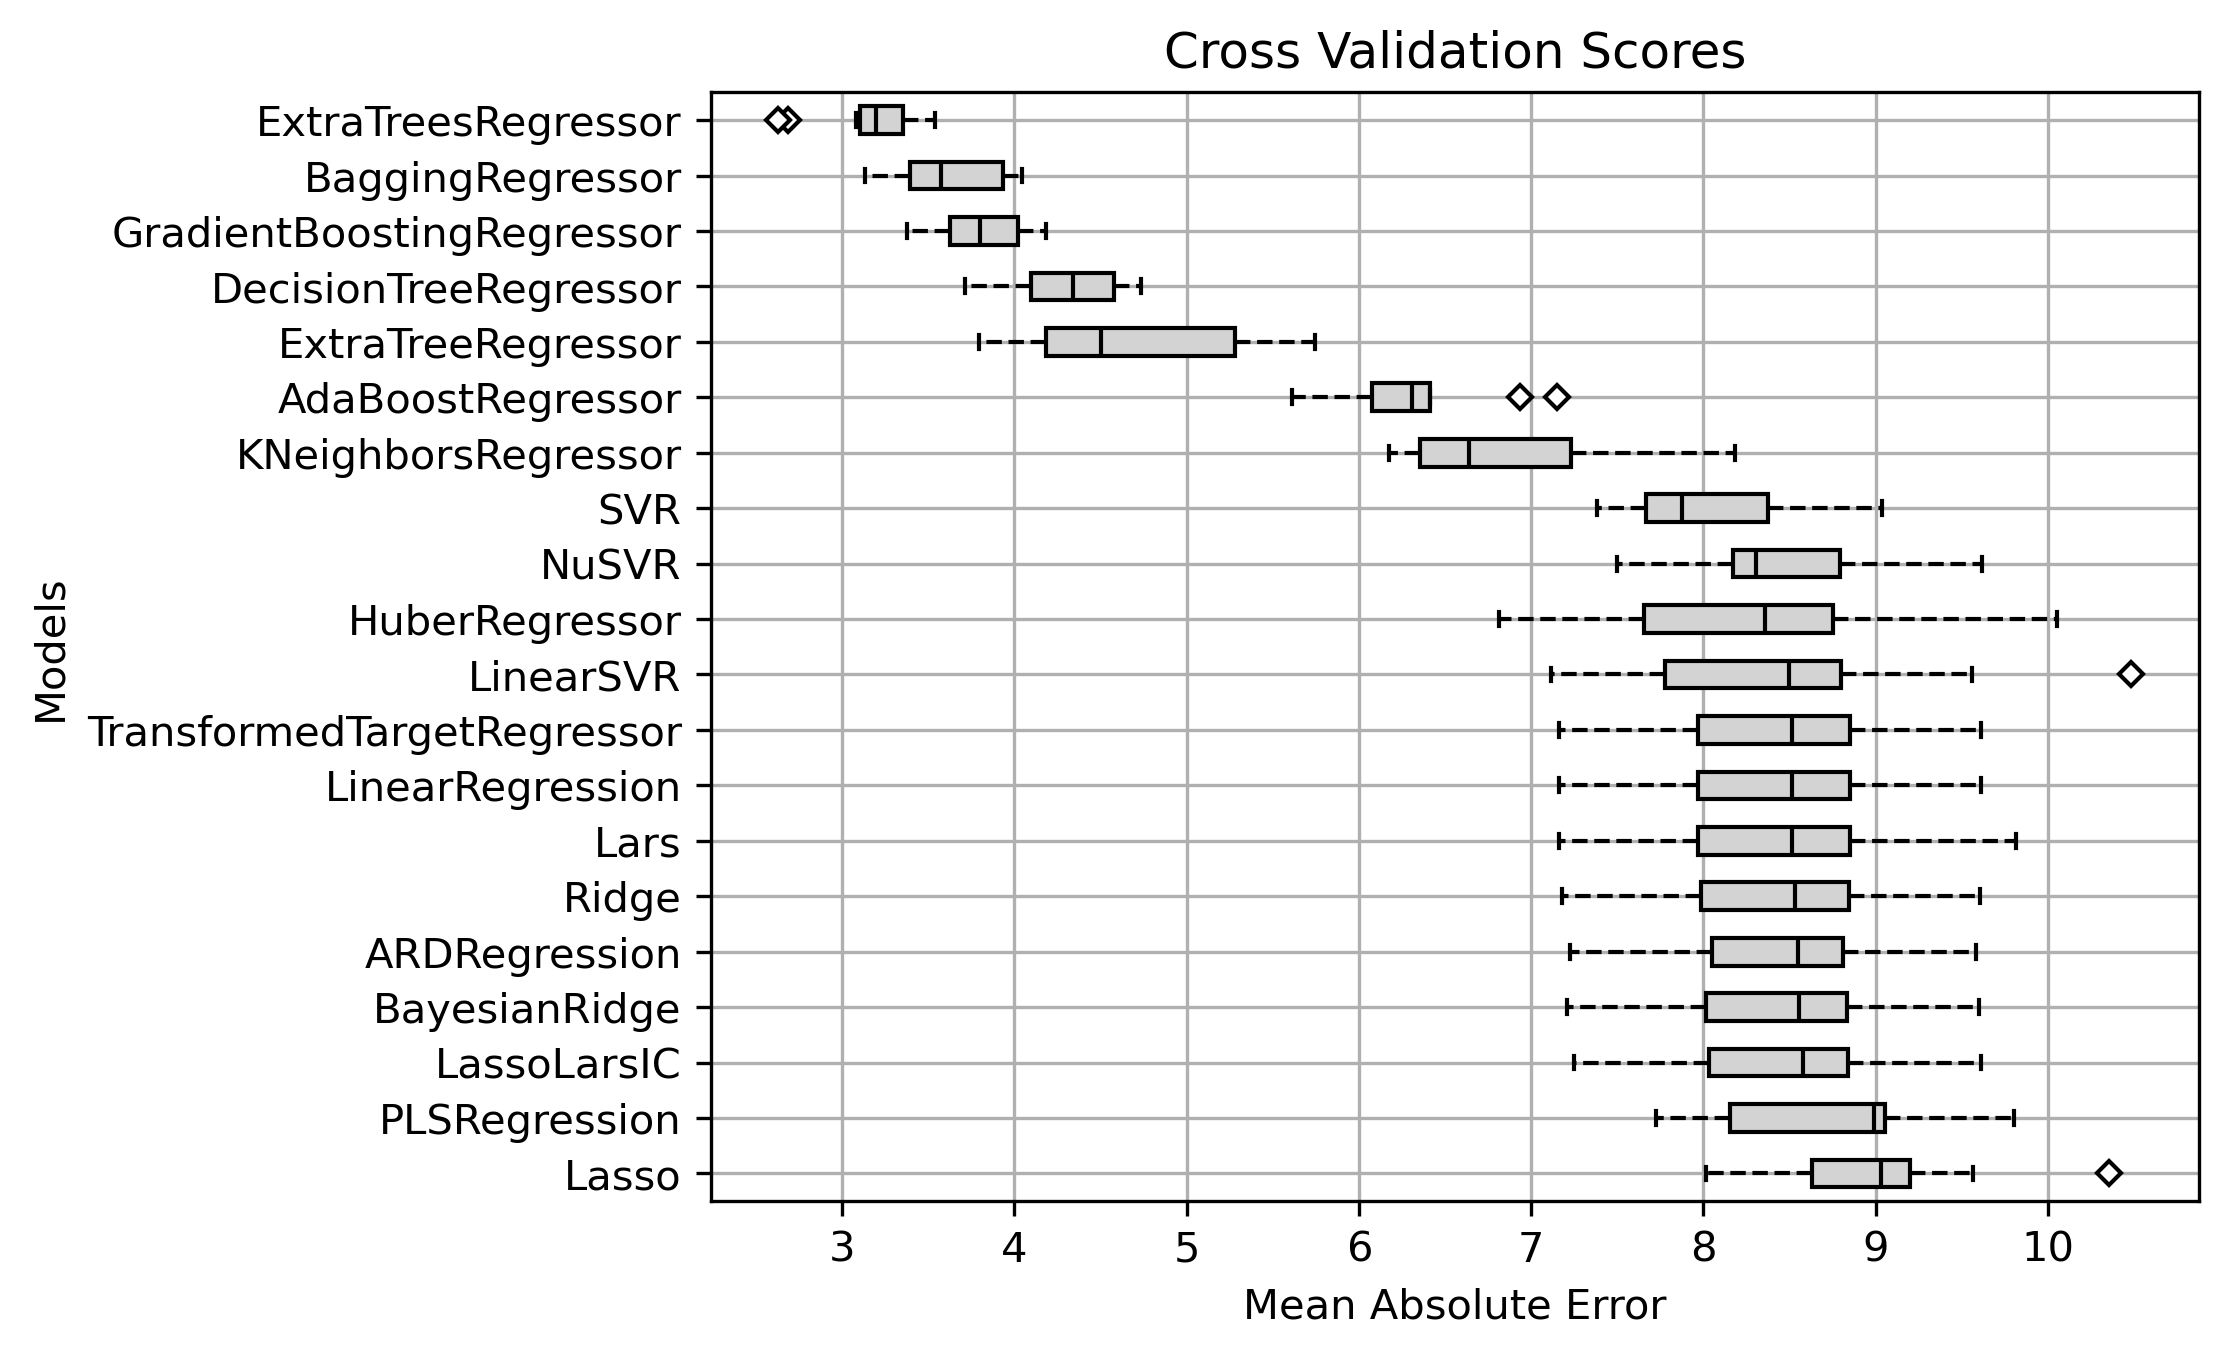 Cross Validation Scores
ExtraTreesRegressor
BaggingRegressor
GradientBoostingRegressor
DecisionTreeRegressor
ExtraTreeRegressor
AdaBoostRegressor
KNeighborsRegressor
SVR
NuSVR
HuberRegressor
LinearSVR
TransformedTargetRegressor
LinearRegression
Lars
Ridge
ARDRegression
BayesianRidge
LassoLarsIC
PLSRegression
Lasso
Models
3 4 5 6 7 8 9 10
Mean Absolute Error